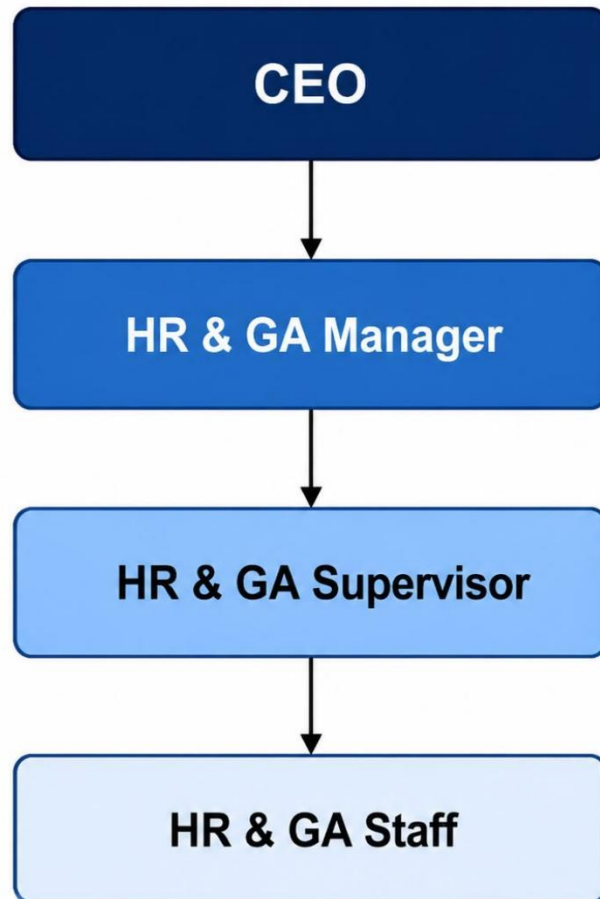 CEO
HR & GA Manager
HR & GA Supervisor
HR & GA Staff